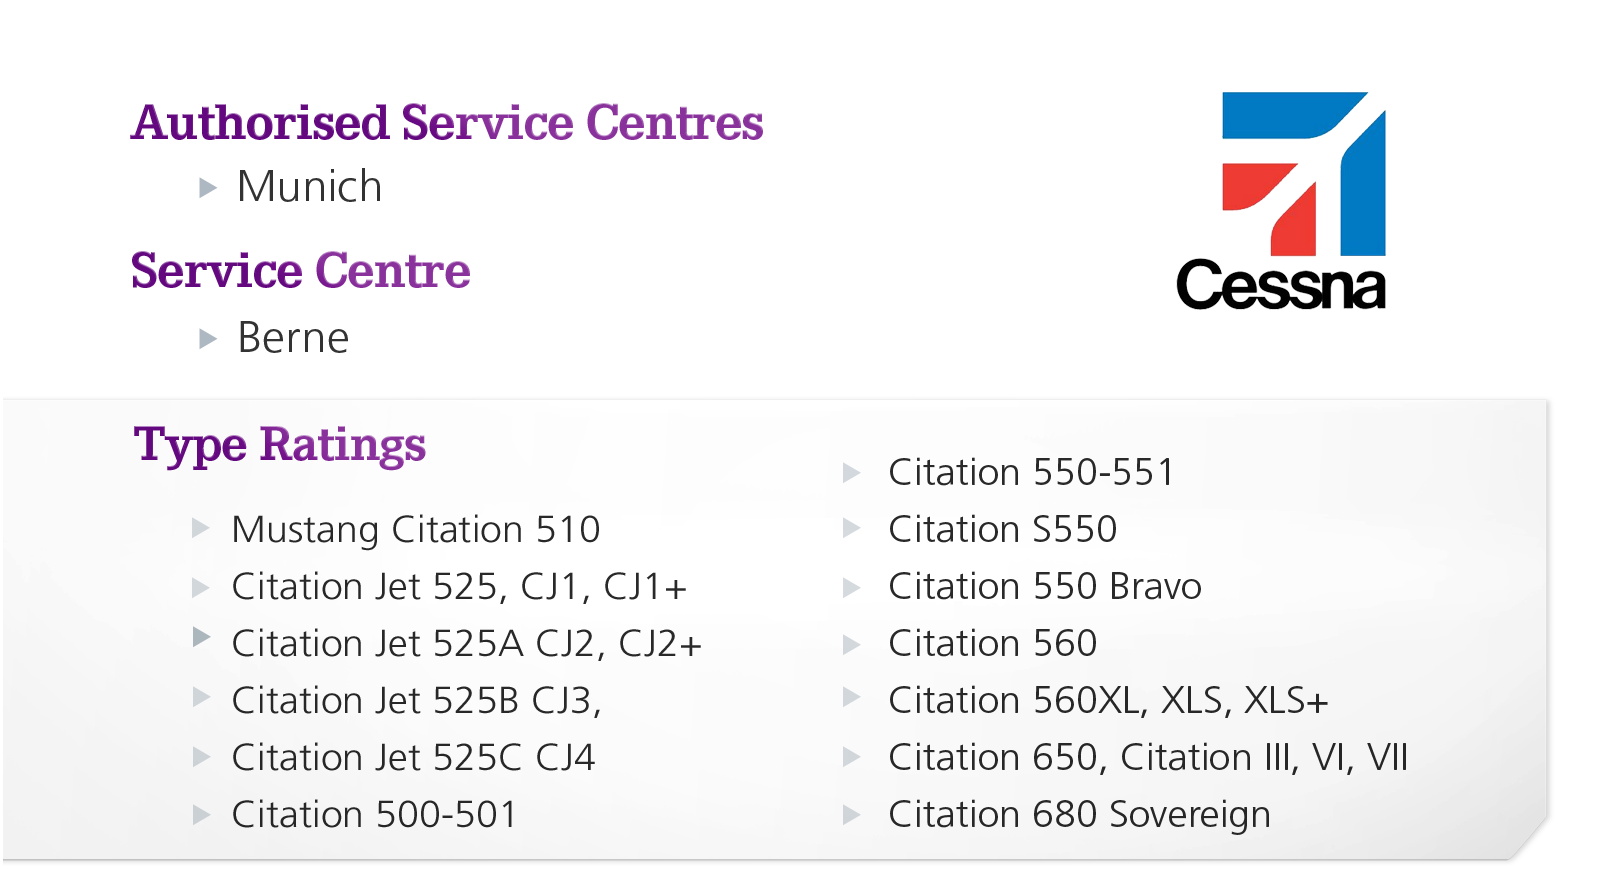 Authorised Service Centres
Munich
Service Centre
Berne
Cessna
Type Ratings
Mustang Citation 510
Citation Jet 525, CJ1, CJ1+
Citation Jet 525A CJ2, CJ2+
Citation Jet 525B CJ3,
Citation Jet 525C CJ4
Citation 500-501
Citation 550-551
Citation S550
Citation 550 Bravo
Citation 560
Citation 560XL, XLS, XLS+
Citation 650, Citation III, VI, VII
Citation 680 Sovereign